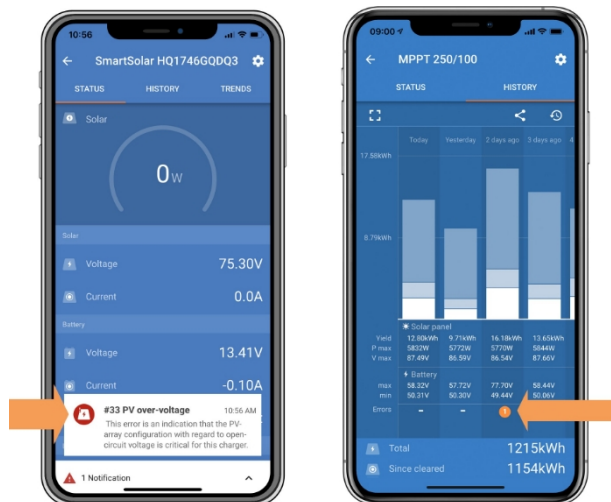 10:56
SmartSolar HQ1746GQDQ3
STATUS HISTORY TRENDS
Solar
0W
Solar
Voltage 75.30V
Current 0.0A
Battery
Voltage 13.41V
Current -0.10A
#33 PV over-voltage 10:56 AM
This error is an indication that the PV-
array configuration with regard to open-
circuit voltage is critical for this charger.
1 Notification
09:00
MPPT 250/100
STATUS HISTORY
Today Yesterday 2 days ago 3 days ago 4
17.58kWh
8.79kWh
Solar panel
Yield 12.80kWh 9.71kWh 16.18kWh 13.65kWh
P max 5832W 5772W 5770W 5844W
V max 87.49V 86.59V 86.54V 87.66V
Battery
max 58.32V 57.72V 77.70V 58.44V
min 50.31V 50.30V 49.44V 50.06V
Errors – – 1
Total 1215kWh
Since cleared 1154kWh